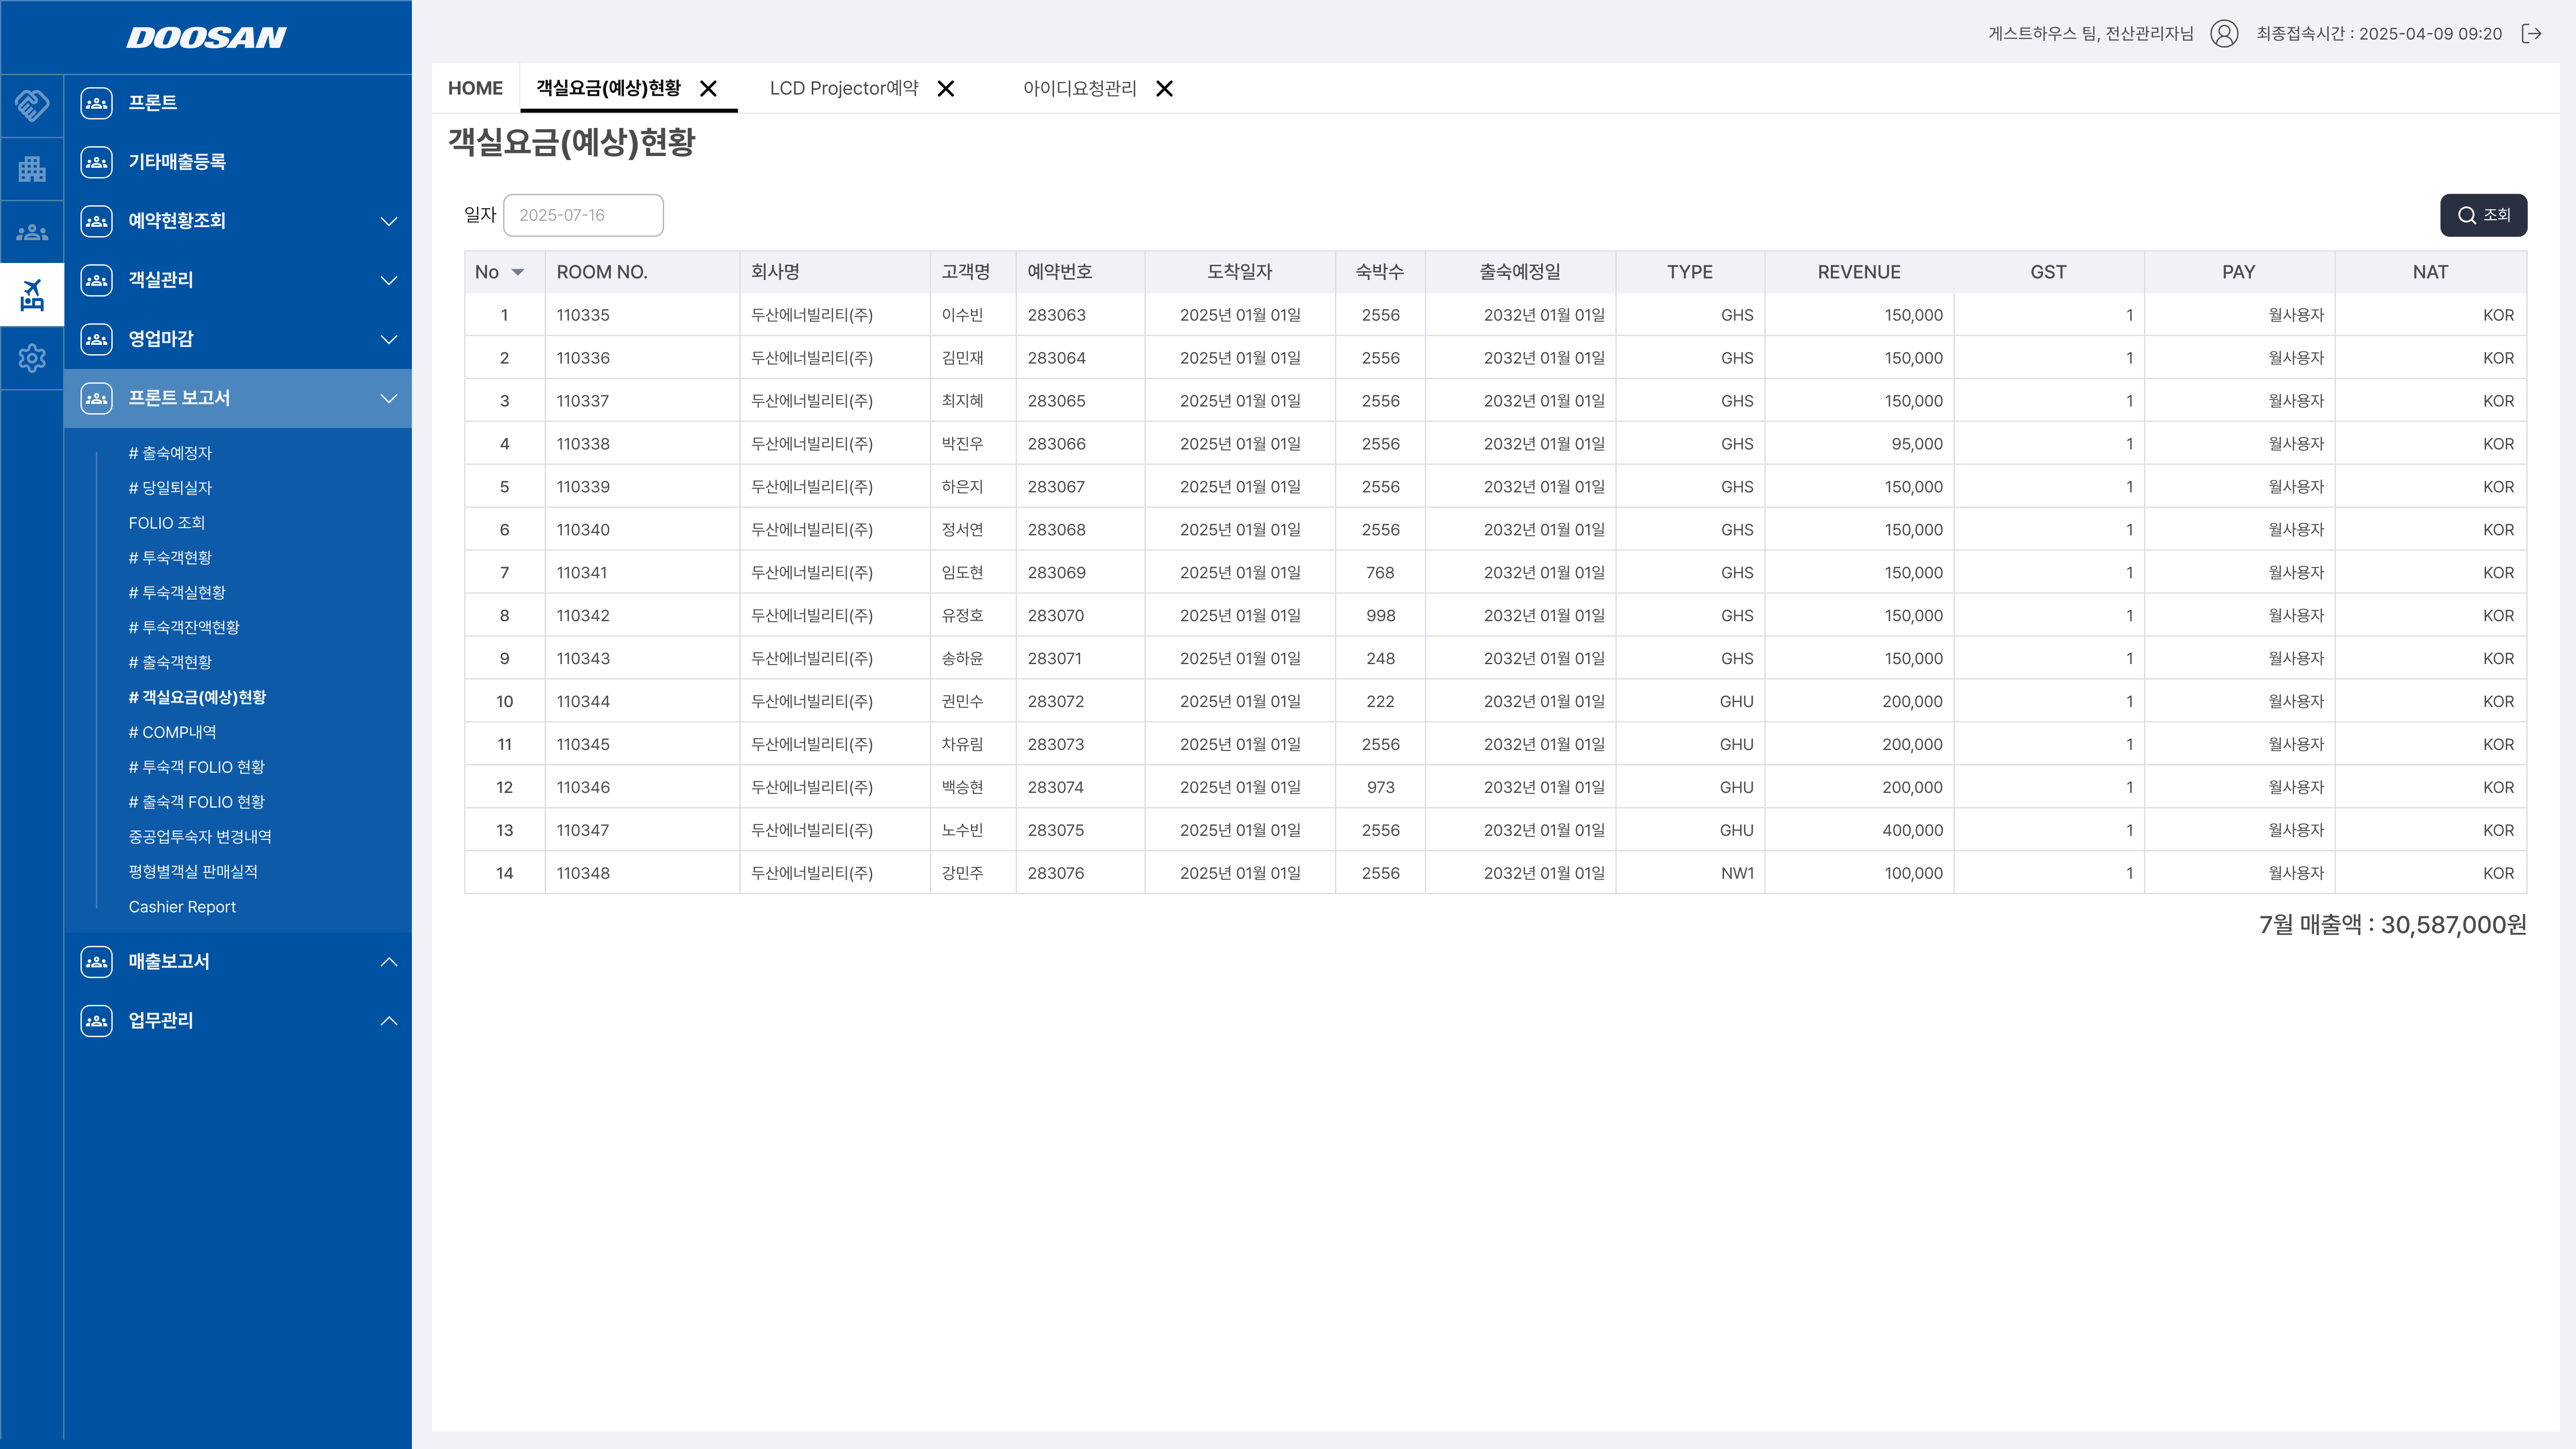 DOOSAN
프론트
기타매출등록
예약현황조회
객실관리
영업마감
프론트 보고서
# 출숙예정자
# 당일퇴실자
FOLIO 조회
# 투숙객현황
# 투숙객실현황
# 투숙객잔액현황
# 출숙객현황
# 객실요금(예상)현황
# COMP내역
# 투숙객 FOLIO 현황
# 출숙객 FOLIO 현황
중공업투숙자 변경내역
평형별객실 판매실적
Cashier Report
매출보고서
업무관리
게스트하우스 팀, 전산관리자님 최종접속시간 : 2025-04-09 09:20
HOME 객실요금(예상)현황 LCD Projector예약 아이디요청관리
객실요금(예상)현황
일자 2025-07-16 조회
No ROOM NO. 회사명 고객명 예약번호 도착일자 숙박수 출숙예정일 TYPE REVENUE GST PAY NAT
1 110335 두산에너빌리티(주) 이수빈 283063 2025년 01월 01일 2556 2032년 01월 01일 GHS 150,000 1 월사용자 KOR
2 110336 두산에너빌리티(주) 김민재 283064 2025년 01월 01일 2556 2032년 01월 01일 GHS 150,000 1 월사용자 KOR
3 110337 두산에너빌리티(주) 최지혜 283065 2025년 01월 01일 2556 2032년 01월 01일 GHS 150,000 1 월사용자 KOR
4 110338 두산에너빌리티(주) 박진우 283066 2025년 01월 01일 2556 2032년 01월 01일 GHS 95,000 1 월사용자 KOR
5 110339 두산에너빌리티(주) 하은지 283067 2025년 01월 01일 2556 2032년 01월 01일 GHS 150,000 1 월사용자 KOR
6 110340 두산에너빌리티(주) 정서연 283068 2025년 01월 01일 2556 2032년 01월 01일 GHS 150,000 1 월사용자 KOR
7 110341 두산에너빌리티(주) 임도현 283069 2025년 01월 01일 768 2032년 01월 01일 GHS 150,000 1 월사용자 KOR
8 110342 두산에너빌리티(주) 유정호 283070 2025년 01월 01일 998 2032년 01월 01일 GHS 150,000 1 월사용자 KOR
9 110343 두산에너빌리티(주) 송하윤 283071 2025년 01월 01일 248 2032년 01월 01일 GHS 150,000 1 월사용자 KOR
10 110344 두산에너빌리티(주) 권민수 283072 2025년 01월 01일 222 2032년 01월 01일 GHU 200,000 1 월사용자 KOR
11 110345 두산에너빌리티(주) 차유림 283073 2025년 01월 01일 2556 2032년 01월 01일 GHU 200,000 1 월사용자 KOR
12 110346 두산에너빌리티(주) 백승현 283074 2025년 01월 01일 973 2032년 01월 01일 GHU 200,000 1 월사용자 KOR
13 110347 두산에너빌리티(주) 노수빈 283075 2025년 01월 01일 2556 2032년 01월 01일 GHU 400,000 1 월사용자 KOR
14 110348 두산에너빌리티(주) 강민주 283076 2025년 01월 01일 2556 2032년 01월 01일 NW1 100,000 1 월사용자 KOR
7월 매출액 : 30,587,000원